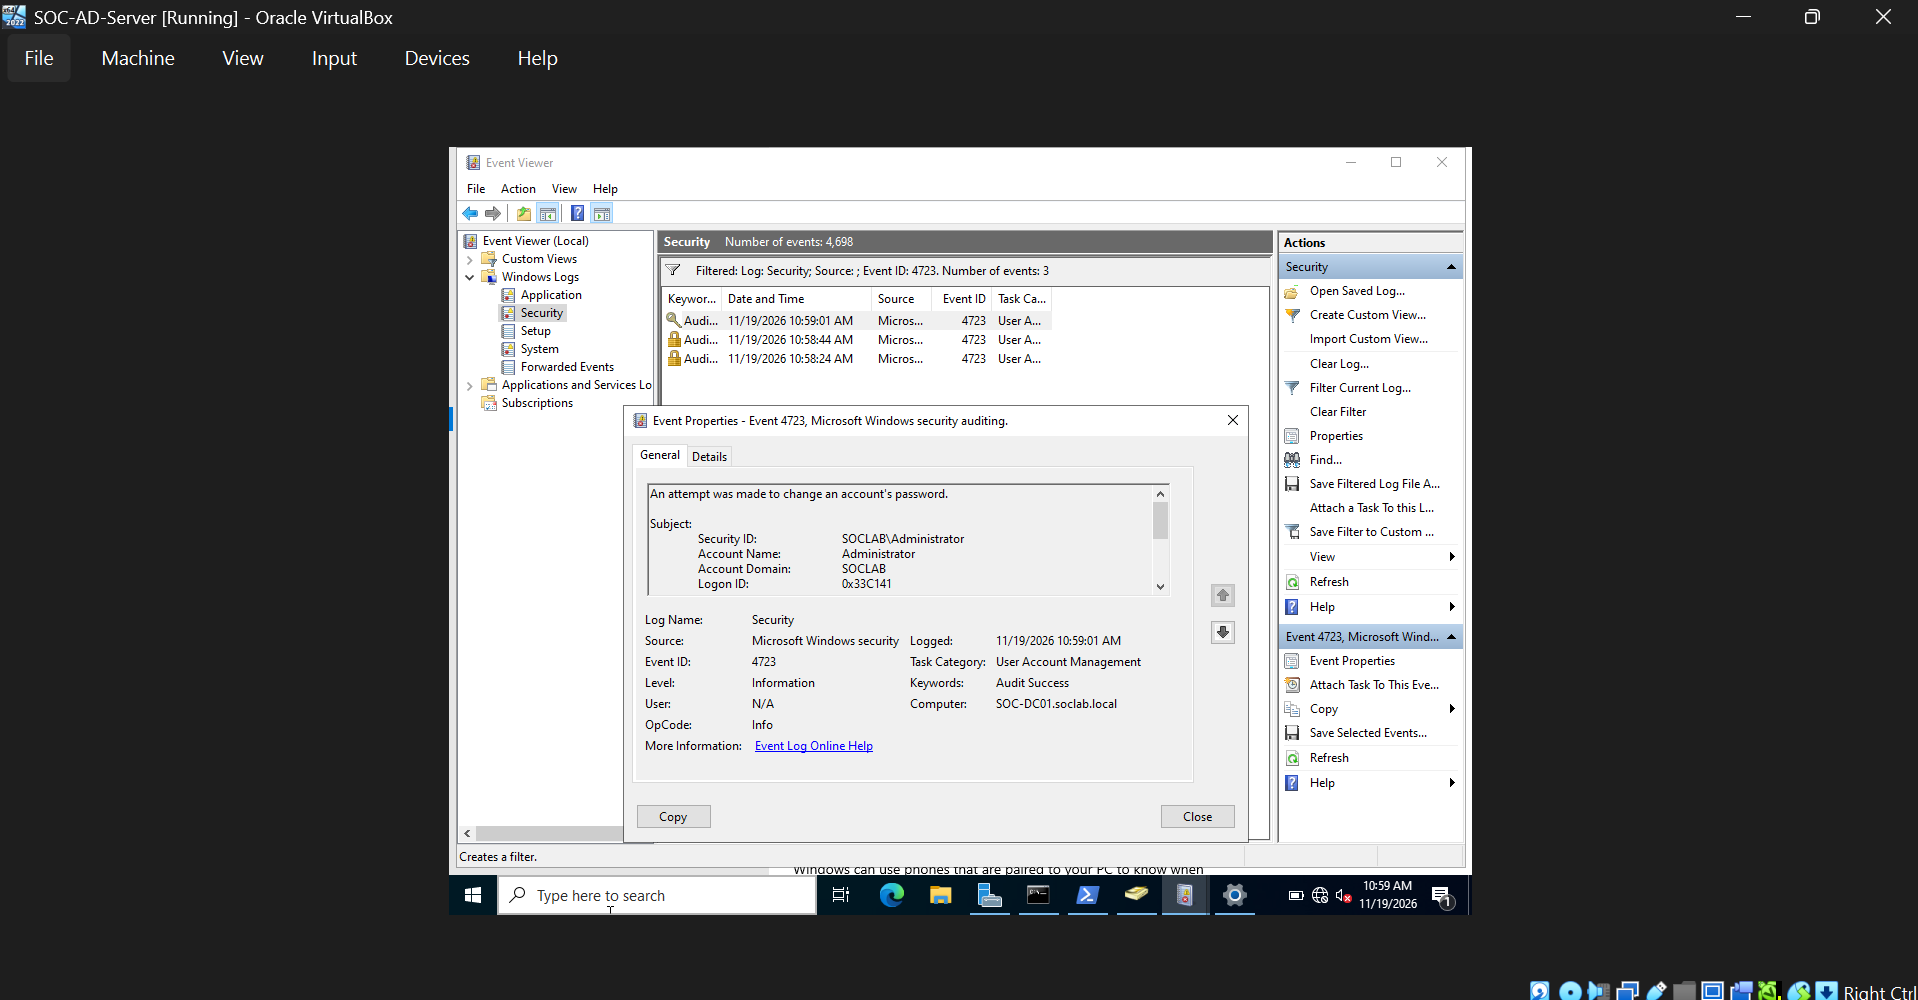 SOC-AD-Server [Running] - Oracle VirtualBox
File Machine View Input Devices Help
Event Viewer
File Action View Help
Event Viewer (Local)
Custom Views
Windows Logs
Application
Security
Setup
System
Forwarded Events
Applications and Services Lo
Subscriptions
Security Number of events: 4,698
Filtered: Log: Security; Source: ; Event ID: 4723. Number of events: 3
Keywor... Date and Time Source Event ID Task Ca...
Audi... 11/19/2026 10:59:01 AM Micros... 4723 User A...
Audi... 11/19/2026 10:58:44 AM Micros... 4723 User A...
Audi... 11/19/2026 10:58:24 AM Micros... 4723 User A...
Event Properties - Event 4723, Microsoft Windows security auditing.
General Details
An attempt was made to change an account's password.
Subject:
Security ID: SOCLAB\Administrator
Account Name: Administrator
Account Domain: SOCLAB
Logon ID: 0x33C141
Log Name: Security
Source: Microsoft Windows security Logged: 11/19/2026 10:59:01 AM
Event ID: 4723 Task Category: User Account Management
Level: Information Keywords: Audit Success
User: N/A Computer: SOC-DC01.soclab.local
OpCode: Info
More Information: Event Log Online Help
Copy Close
Actions
Security
Open Saved Log...
Create Custom View...
Import Custom View...
Clear Log...
Filter Current Log...
Clear Filter
Properties
Find...
Save Filtered Log File A...
Attach a Task To this L...
Save Filter to Custom ...
View
Refresh
Help
Event 4723, Microsoft Wind...
Event Properties
Attach Task To This Eve...
Copy
Save Selected Events...
Refresh
Help
Creates a filter.
Windows can use phones that are paired to your PC to know when
Type here to search
10:59 AM
11/19/2026
1
Right Ctrl